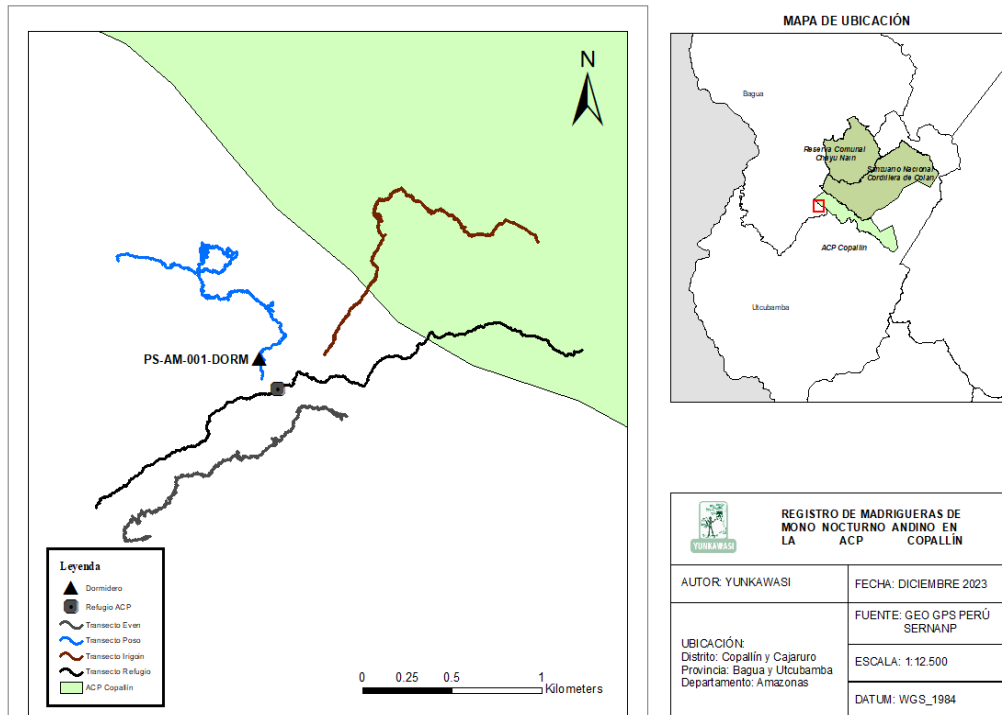 N
PS-AM-001-DORM
Leyenda
Dormidero
Refugio ACP
Transecto Even
Transecto Poso
Transecto Irigoin
Transecto Refugio
ACP Copallín
0 0.25 0.5 1
Kilometers
MAPA DE UBICACIÓN
Bagua
Reserva Comunal
Chayu Nain
Santuario Nacional
Cordillera de Colan
ACP Copallín
Utcubamba
YUNKAWASI
REGISTRO DE MADRIGUERAS DE
MONO NOCTURNO ANDINO EN
LA ACP COPALLÍN
AUTOR: YUNKAWASI
FECHA: DICIEMBRE 2023
UBICACIÓN:
Distrito: Copallín y Cajaruro
Provincia: Bagua y Utcubamba
Departamento: Amazonas
FUENTE: GEO GPS PERÚ
SERNANP
ESCALA: 1:12.500
DATUM: WGS_1984